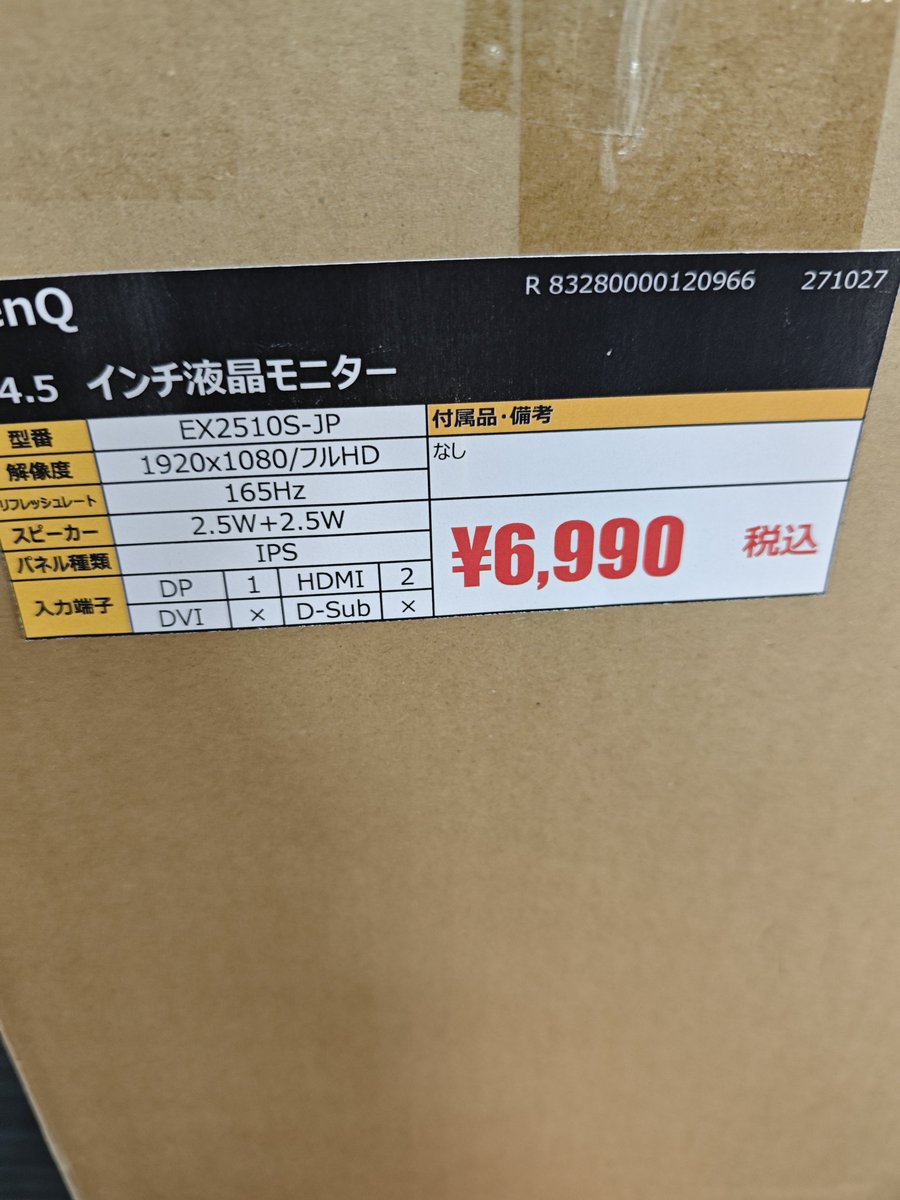 enQ
R 83280000120966 271027
4.5 インチ液晶モニター
型番 EX2510S-JP
解像度 1920x1080/フルHD
リフレッシュレート 165Hz
スピーカー 2.5W+2.5W
パネル種類 IPS
入力端子 DP 1 HDMI 2
DVI × D-Sub ×
付属品・備考
なし
¥6,990 税込